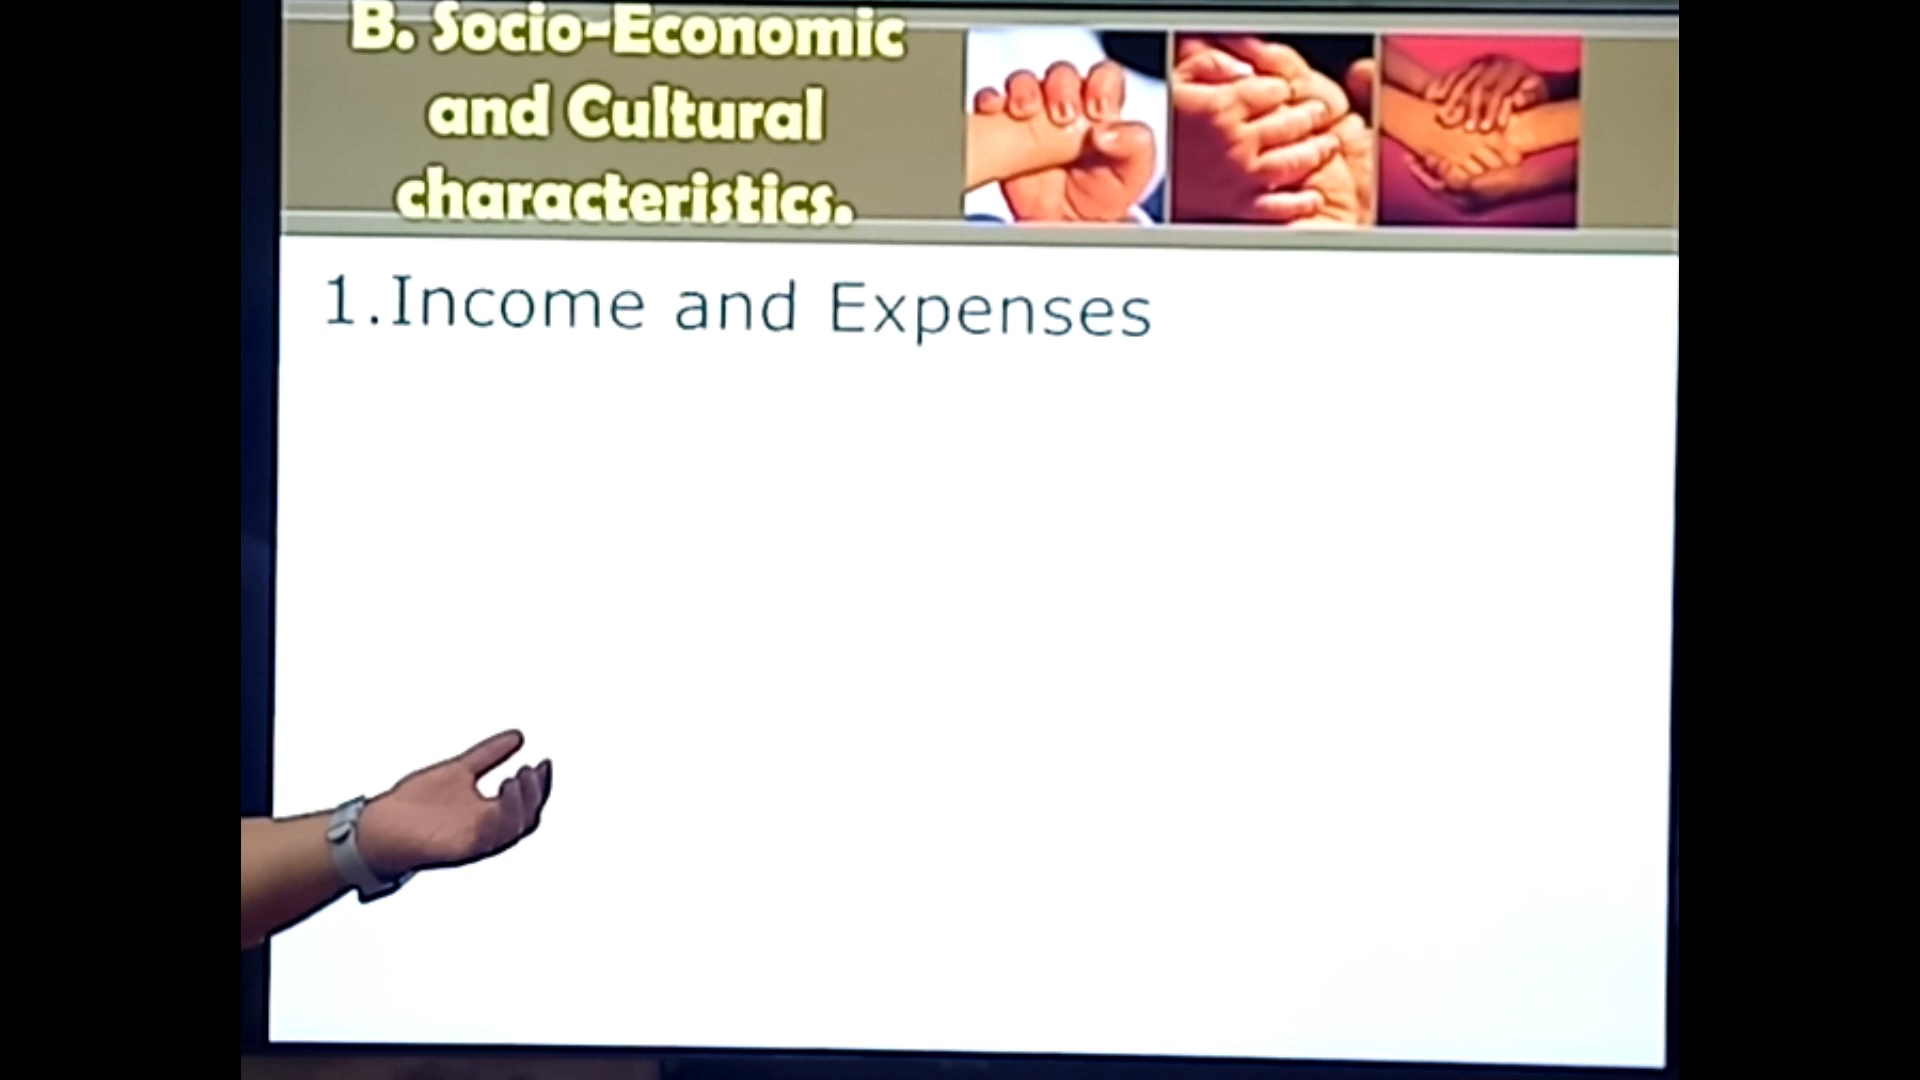 B. Socio-Economic
and Cultural
characteristics.
1.Income and Expenses